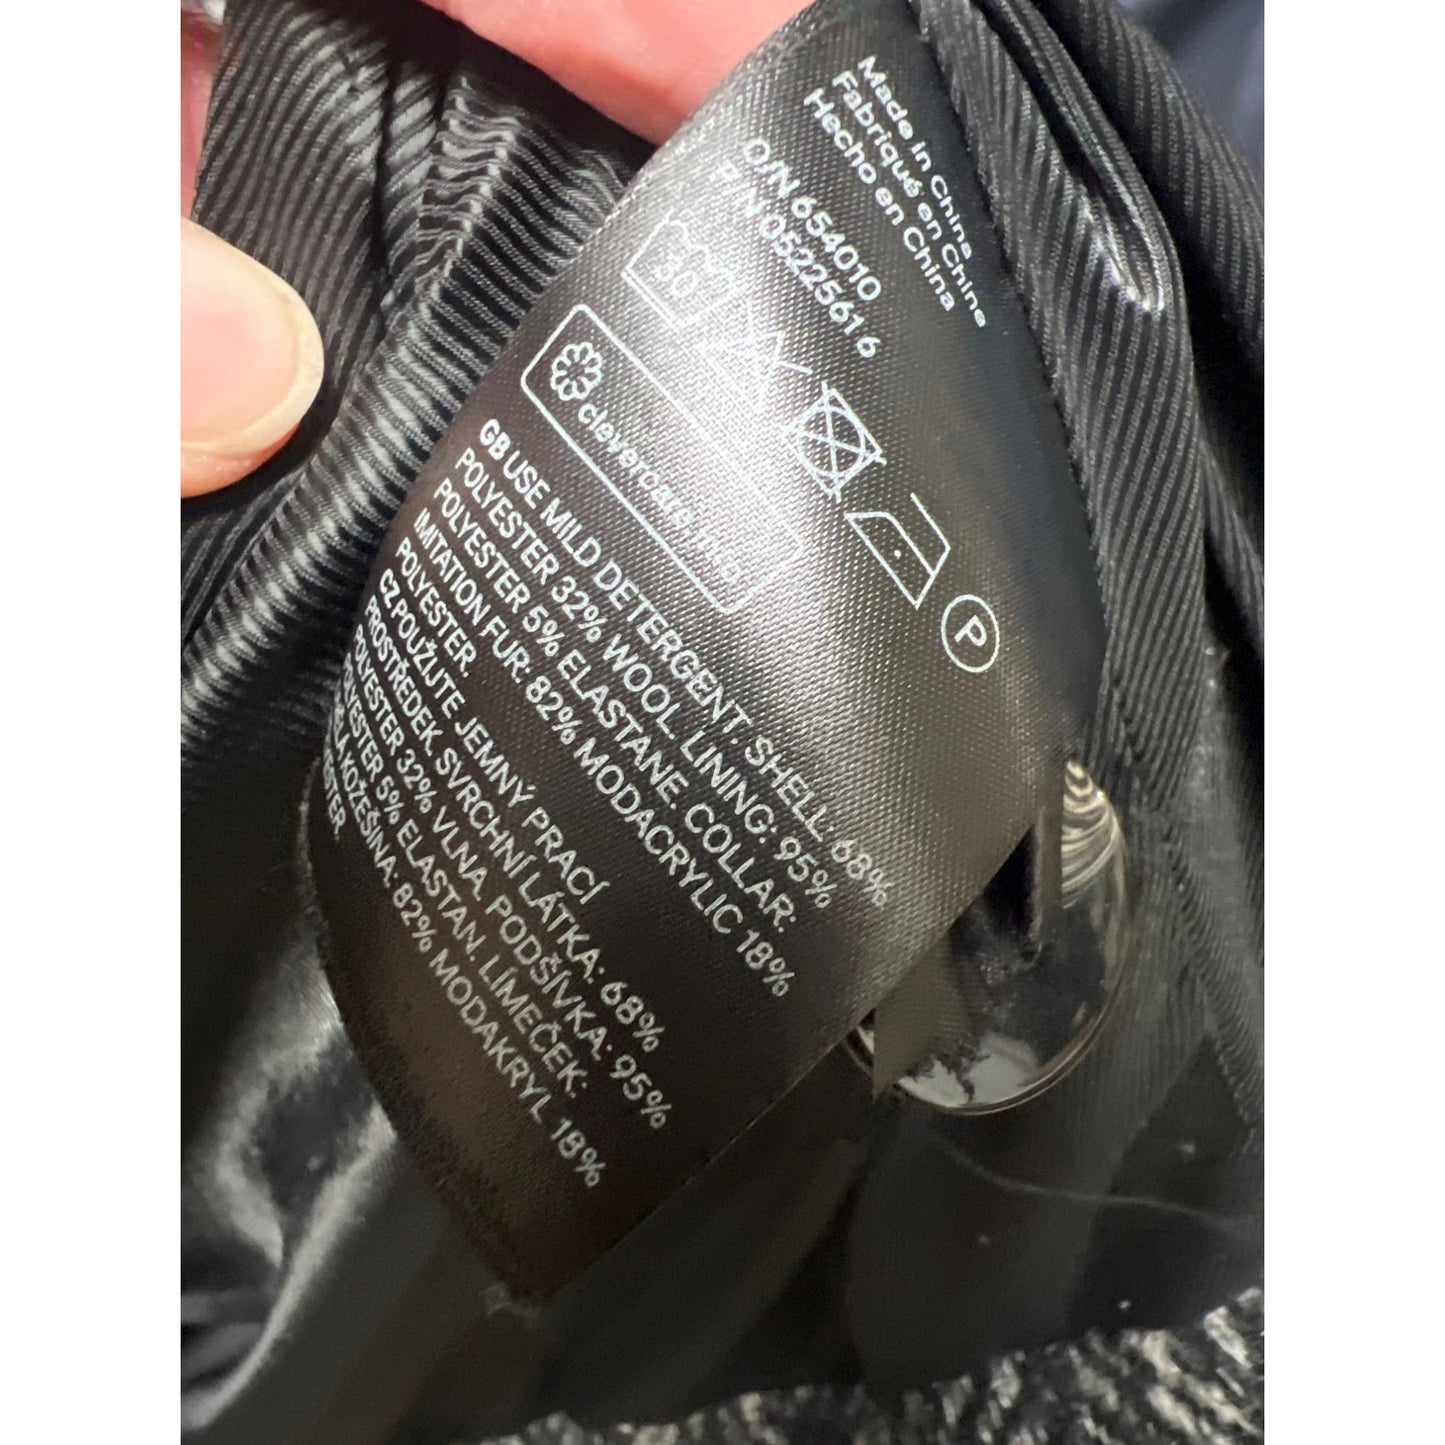 Made in China
Fabriqué en Chine
Hecho en China
O/N 654010
P/N 0522561 6
30
clevercare.info
P
GB USE MILD DETERGENT. SHELL: 68%
POLYESTER 32% WOOL. LINING: 95%
POLYESTER 5% ELASTANE. COLLAR:
IMITATION FUR: 82% MODACRYLIC 18%
POLYESTER.
CZ POUŽIJTE JEMNÝ PRACÍ
PROSTŘEDEK. SVRCHNÍ LÁTKA: 68%
POLYESTER 32% VLNA. PODŠÍVKA: 95%
POLYESTER 5% ELASTAN. LÍMEČEK:
KOŽEŠINA: 82% MODAKRYL 18%